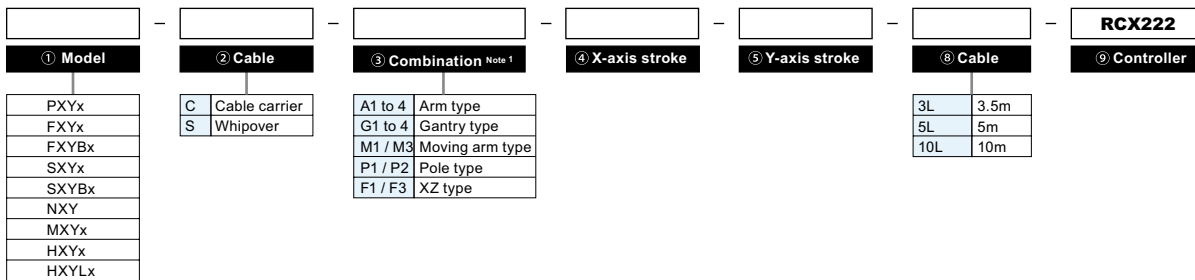 – – – – – – RCX222
① Model ② Cable ③ Combination Note 1 ④ X-axis stroke ⑤ Y-axis stroke ⑧ Cable ⑨ Controller
PXYx
FXYx
FXYBx
SXYx
SXYBx
NXY
MXYx
HXYx
HXYLx
C Cable carrier
S Whipover
A1 to 4 Arm type
G1 to 4 Gantry type
M1 / M3 Moving arm type
P1 / P2 Pole type
F1 / F3 XZ type
3L 3.5m
5L 5m
10L 10m